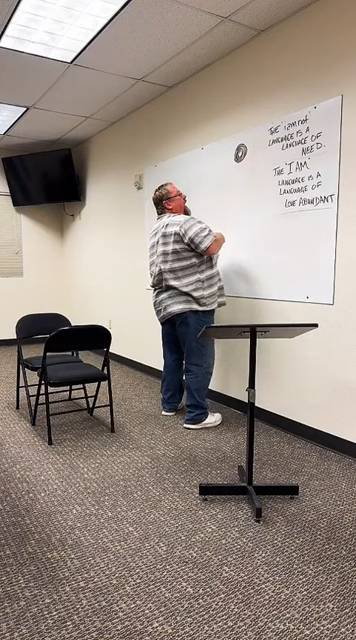 THE "I AM not"
LANGUAGE IS A
LANGUAGE OF
NEED.
THE "I AM"
LANGUAGE IS A
LANGUAGE OF
LOVE ABUNDANT